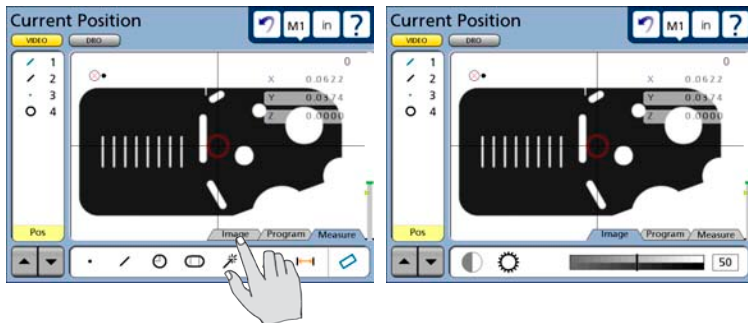 Current Position
M1
in
?
VIDEO
DRO
1
2
3
4
0
X 0.0622
Y 0.0374
Z 0.0000
Pos
Image
Program
Measure
Current Position
M1
in
?
VIDEO
DRO
1
2
3
4
0
X 0.0622
Y 0.0374
Z 0.0000
Pos
Image
Program
Measure
50